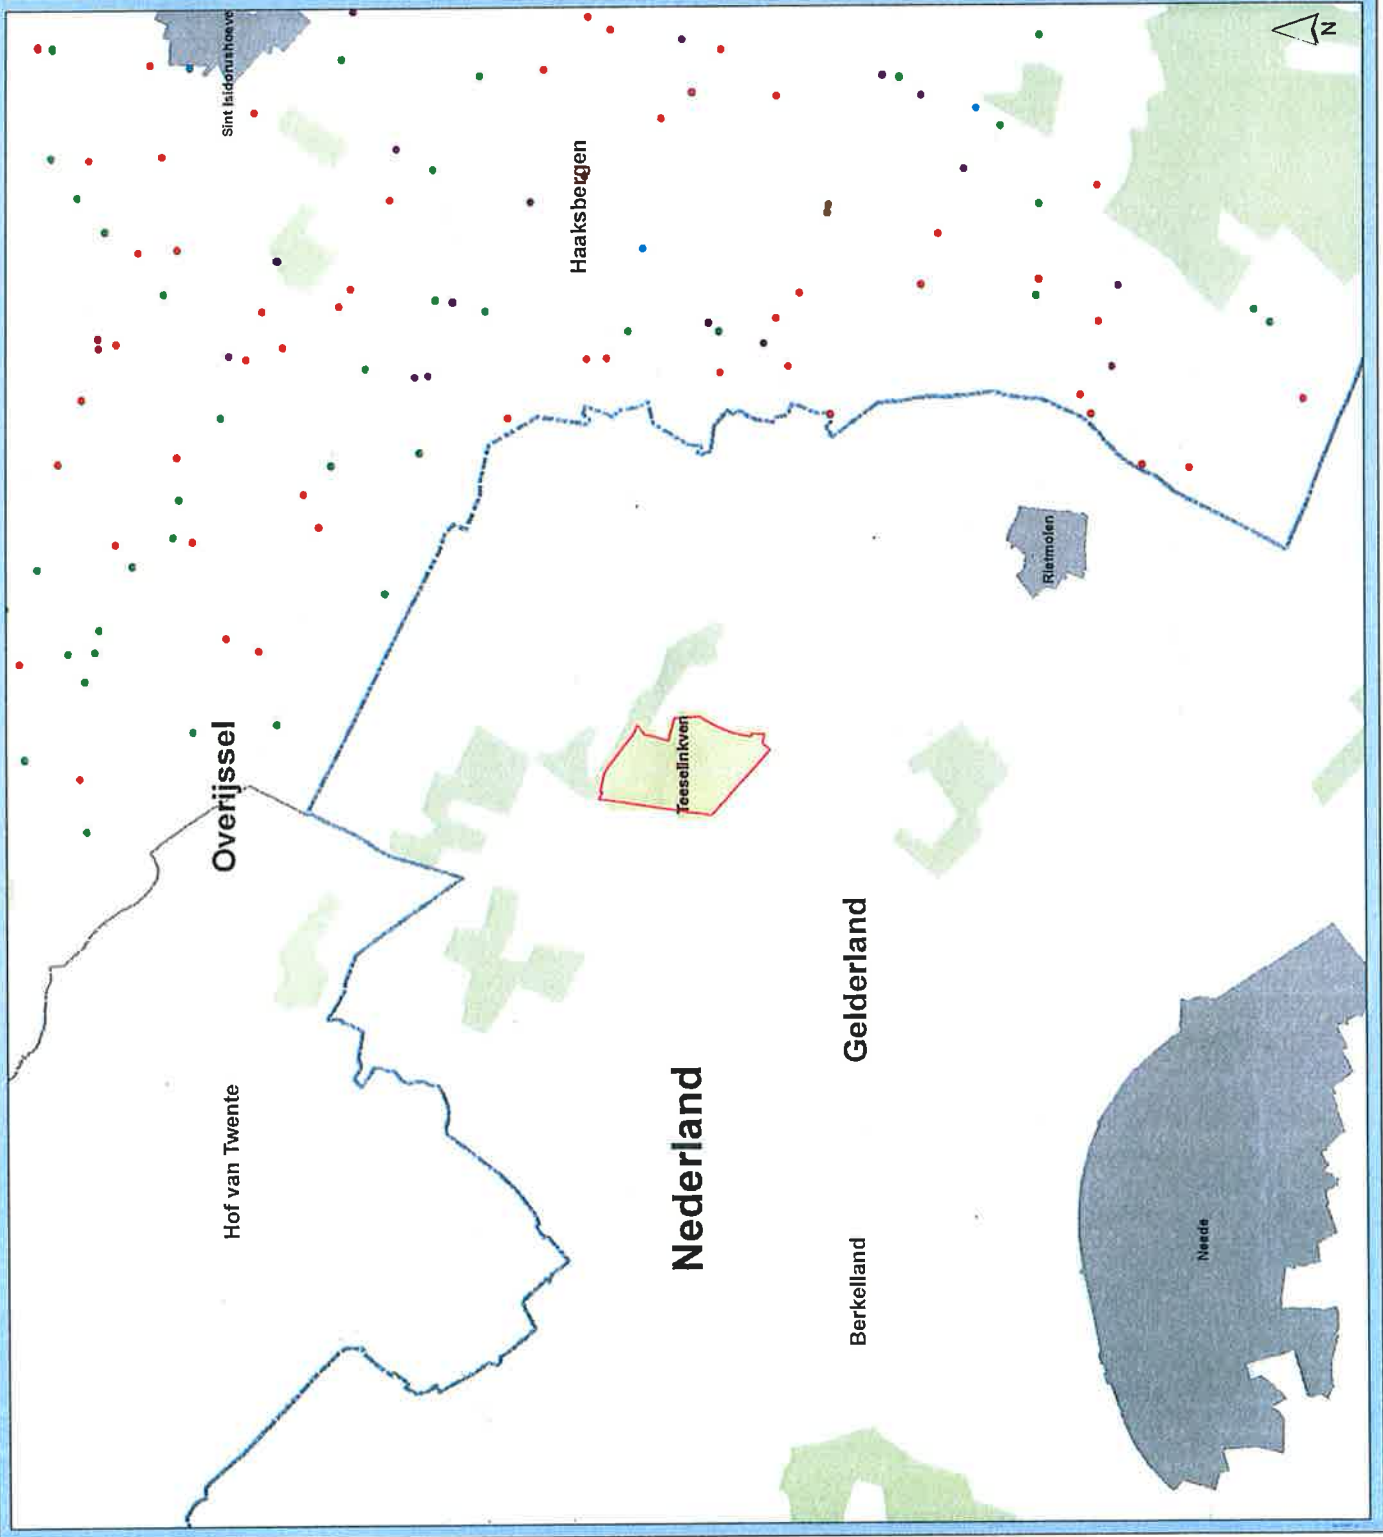 Hof van Twente
Overijssel
Sint Isidorushoeve
Haaksbergen
Nederland
Teeselinkven
Berkelland
Gelderland
Rietmolen
Neede
N